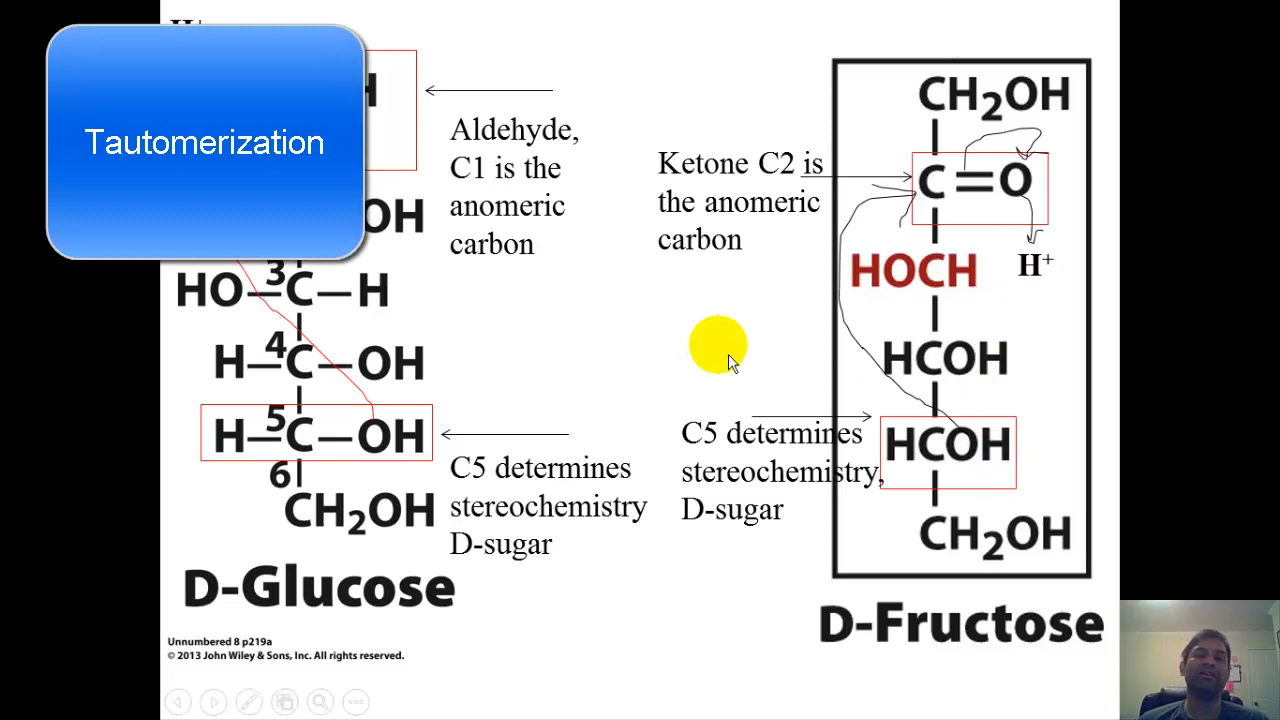 H+
Tautomerization
H
Aldehyde,
C1 is the
anomeric
carbon
OH
HO—3C—H
H—4C—OH
H—5C—OH
6
CH2OH
C5 determines
stereochemistry
D-sugar
D-Glucose
Unnumbered 8 p219a
© 2013 John Wiley & Sons, Inc. All rights reserved.
Ketone C2 is
the anomeric
carbon
C5 determines
stereochemistry,
D-sugar
CH2OH
C=O
H+
HOCH
HCOH
HCOH
CH2OH
D-Fructose